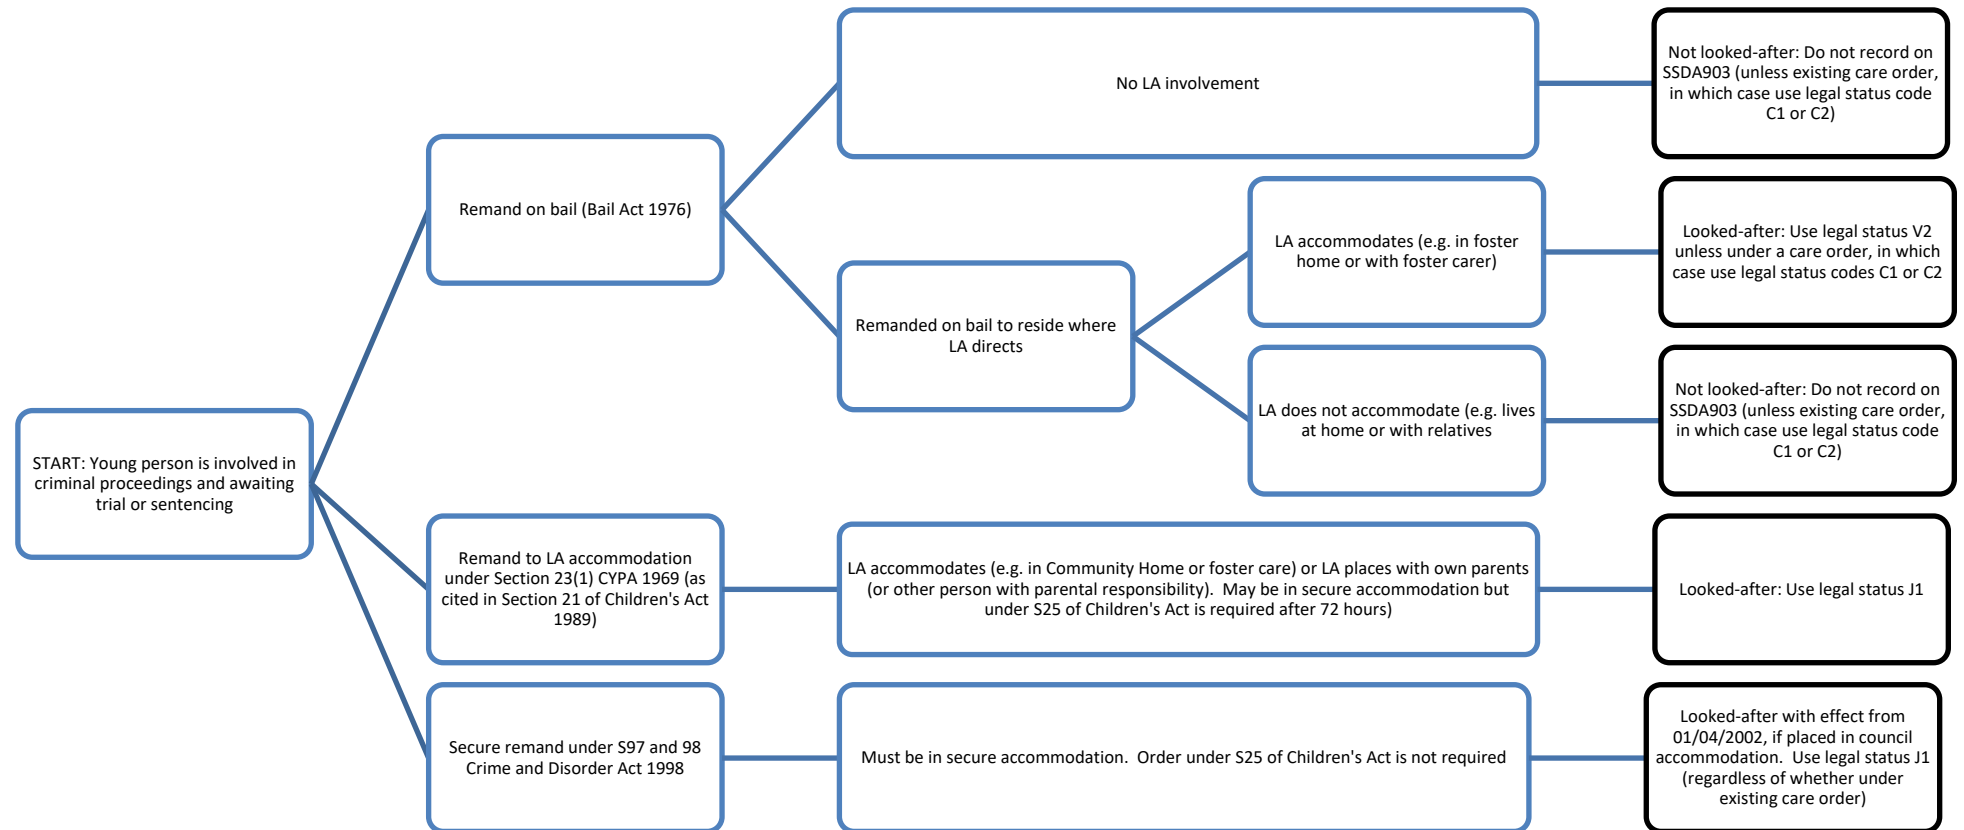 No LA involvement
Not looked-after: Do not record on
SSDA903 (unless existing care order,
in which case use legal status code
C1 or C2)
Remand on bail (Bail Act 1976)
LA accommodates (e.g. in foster
home or with foster carer)
Looked-after: Use legal status V2
unless under a care order, in which
case use legal status codes C1 or C2
Remanded on bail to reside where
LA directs
LA does not accommodate (e.g. lives
at home or with relatives
Not looked-after: Do not record on
SSDA903 (unless existing care order,
in which case use legal status code
C1 or C2)
START: Young person is involved in
criminal proceedings and awaiting
trial or sentencing
Remand to LA accommodation
under Section 23(1) CYPA 1969 (as
cited in Section 21 of Children's Act
1989)
LA accommodates (e.g. in Community Home or foster care) or LA places with own parents
(or other person with parental responsibility).  May be in secure accommodation but
under S25 of Children's Act is required after 72 hours)
Looked-after: Use legal status J1
Secure remand under S97 and 98
Crime and Disorder Act 1998
Must be in secure accommodation.  Order under S25 of Children's Act is not required
Looked-after with effect from
01/04/2002, if placed in council
accommodation.  Use legal status J1
(regardless of whether under
existing care order)